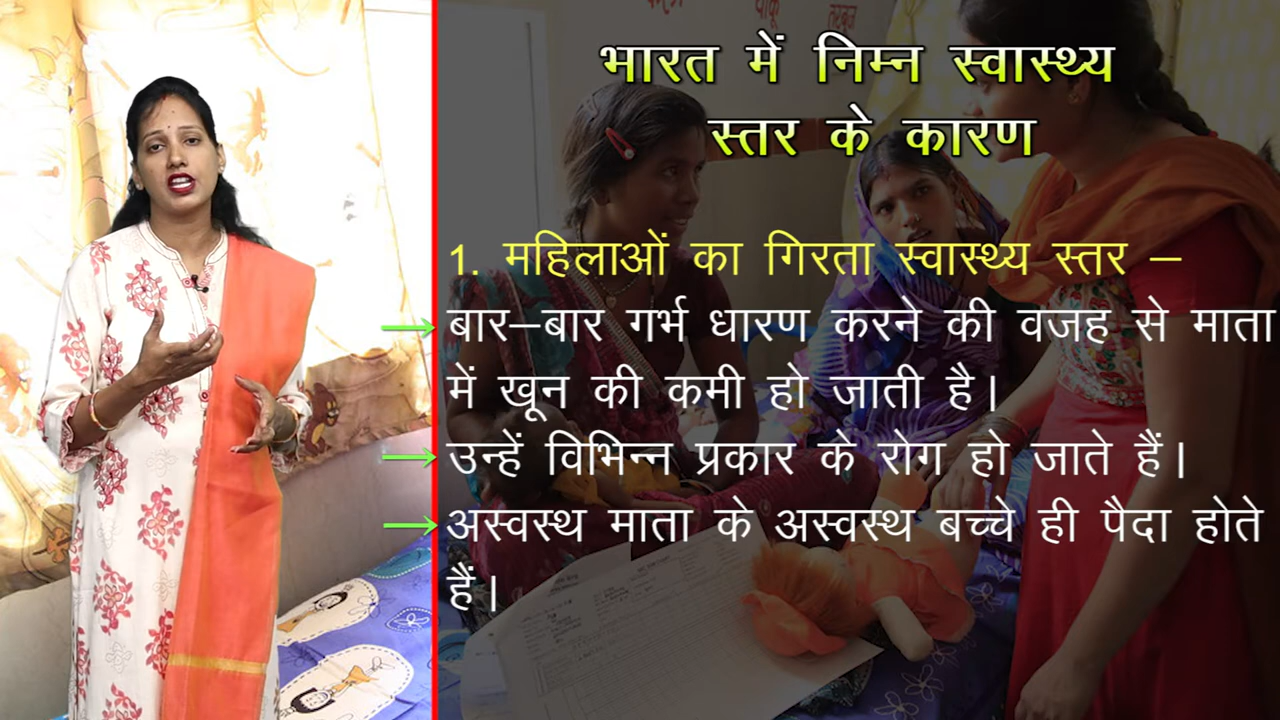 भारत में निम्न स्वास्थ्य
स्तर के कारण
1. महिलाओं का गिरता स्वास्थ्य स्तर –
बार–बार गर्भ धारण करने की वजह से माता
में खून की कमी हो जाती है।
उन्हें विभिन्न प्रकार के रोग हो जाते हैं।
अस्वस्थ माता के अस्वस्थ बच्चे ही पैदा होते
हैं।
चाकू
तरबूज